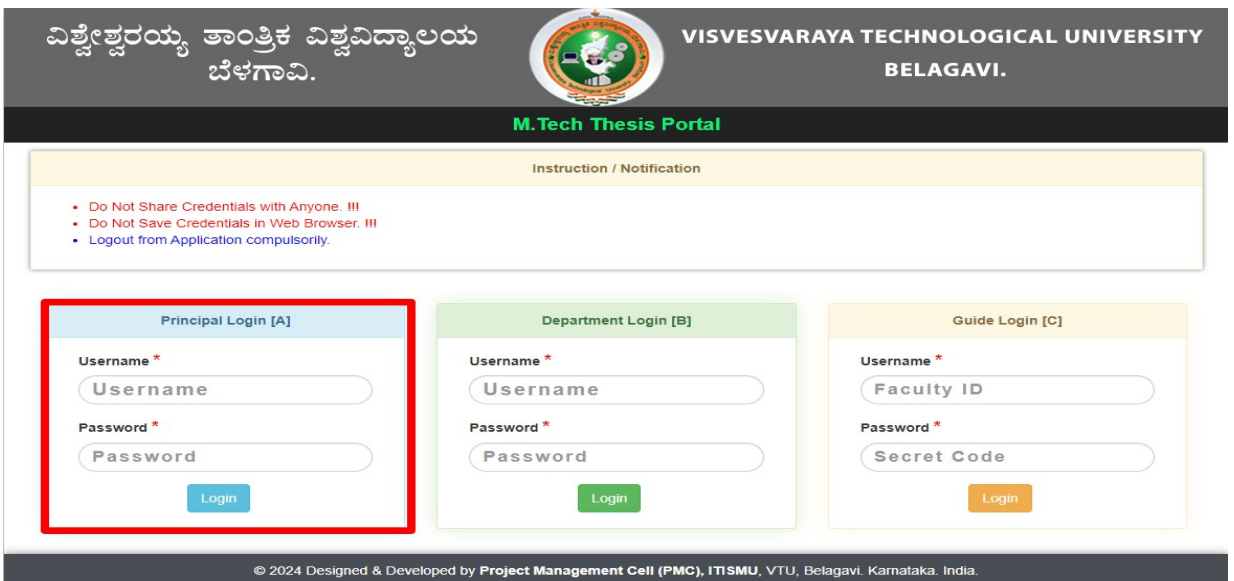 ವಿಶ್ವೇಶ್ವರಯ್ಯ ತಾಂತ್ರಿಕ ವಿಶ್ವವಿದ್ಯಾಲಯ
ಬೆಳಗಾವಿ.
VISVESVARAYA TECHNOLOGICAL UNIVERSITY
BELAGAVI.
M.Tech Thesis Portal
Instruction / Notification
• Do Not Share Credentials with Anyone. !!!
• Do Not Save Credentials in Web Browser. !!!
• Logout from Application compulsorily.
Principal Login [A]
Username *
Username
Password *
Password
Login
Department Login [B]
Username *
Username
Password *
Password
Login
Guide Login [C]
Username *
Faculty ID
Password *
Secret Code
Login
© 2024 Designed & Developed by Project Management Cell (PMC), ITISMU, VTU, Belagavi. Karnataka. India.